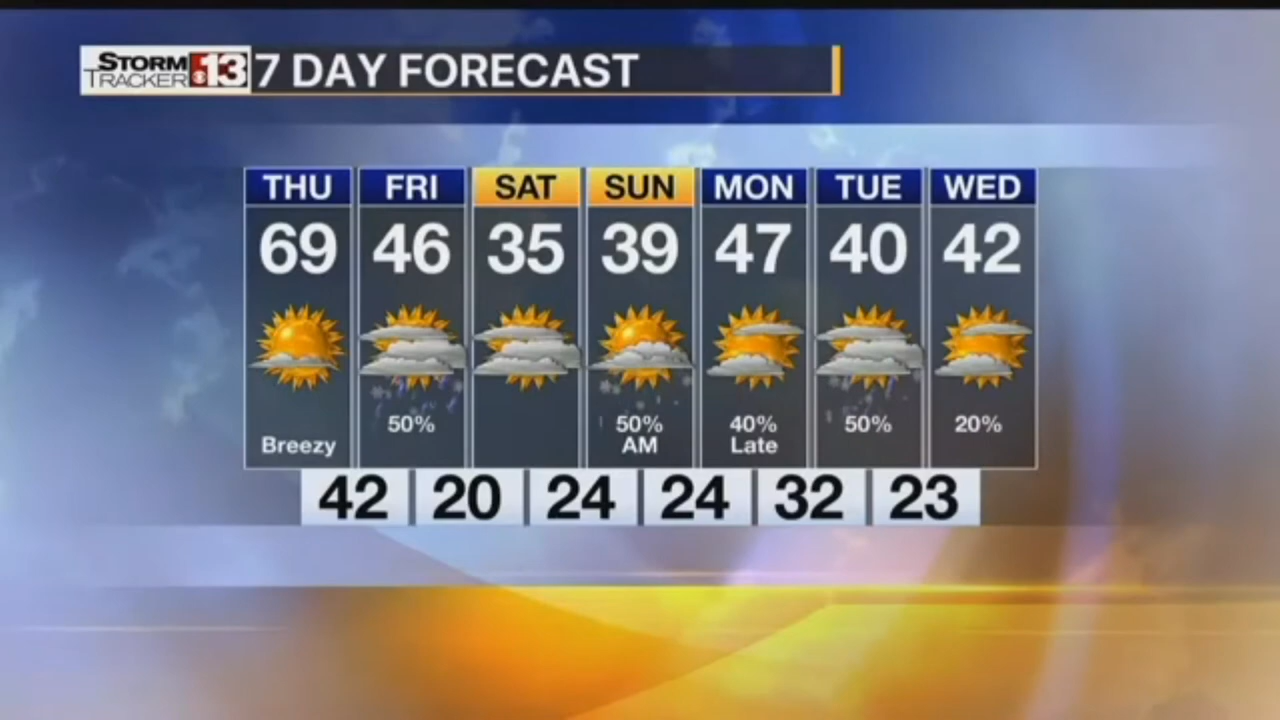 STORM
TRACKER 13
7 DAY FORECAST
THU FRI SAT SUN MON TUE WED
69 46 35 39 47 40 42
50% 50% 40% 50% 20%
Breezy AM Late
42 20 24 24 32 23